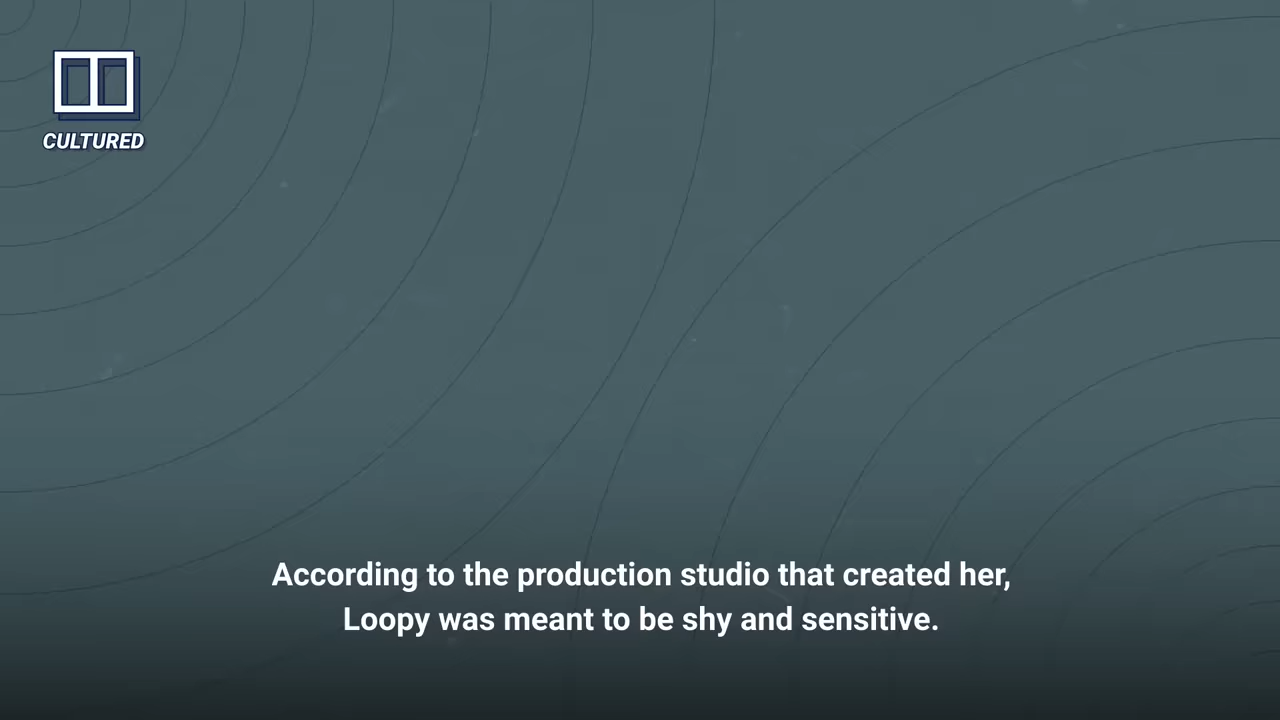 CULTURED
According to the production studio that created her,
Loopy was meant to be shy and sensitive.